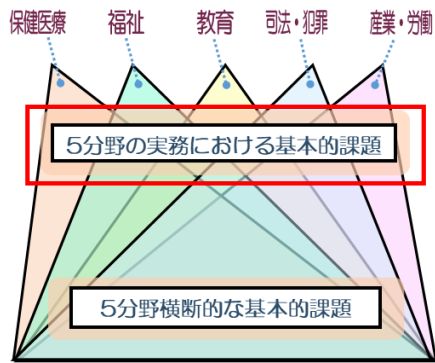 保健医療 福祉 教育 司法・犯罪 産業・労働
5分野の実務における基本的課題
5分野横断的な基本的課題